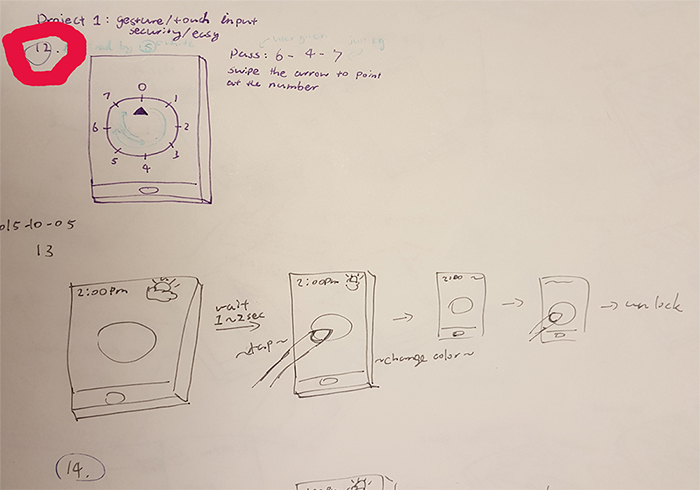 Project 1: gesture/touch input
security/easy
12.
Pass: 6 - 4 - 7
swipe the arrow to point
at the number
0
7
1
6
2
5
3
4
015-10-05
13
2:00pm
wait
1~2sec
2:00pm
~tap~
2:00
~change color~
unlock
14.